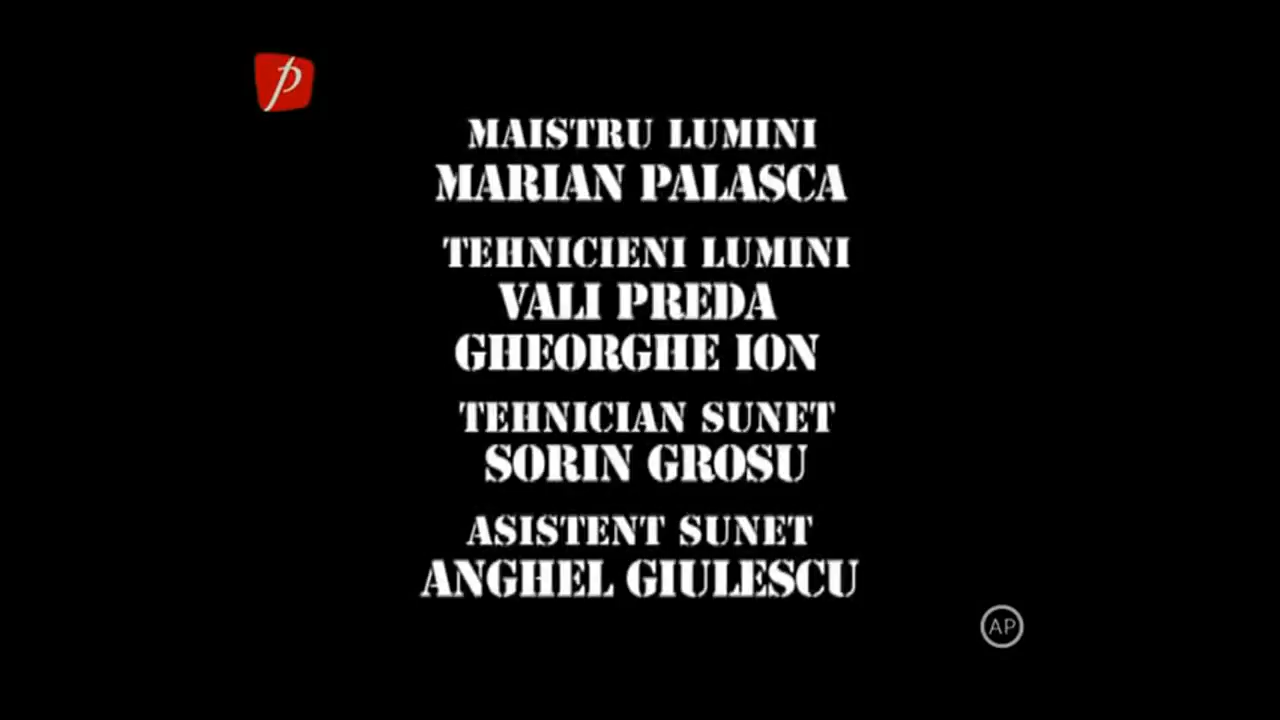 p
MAISTRU LUMINI
MARIAN PALASCA
TEHNICIENI LUMINI
VALI PREDA
GHEORGHE ION
TEHNICIAN SUNET
SORIN GROSU
ASISTENT SUNET
ANGHEL GIULESCU
AP